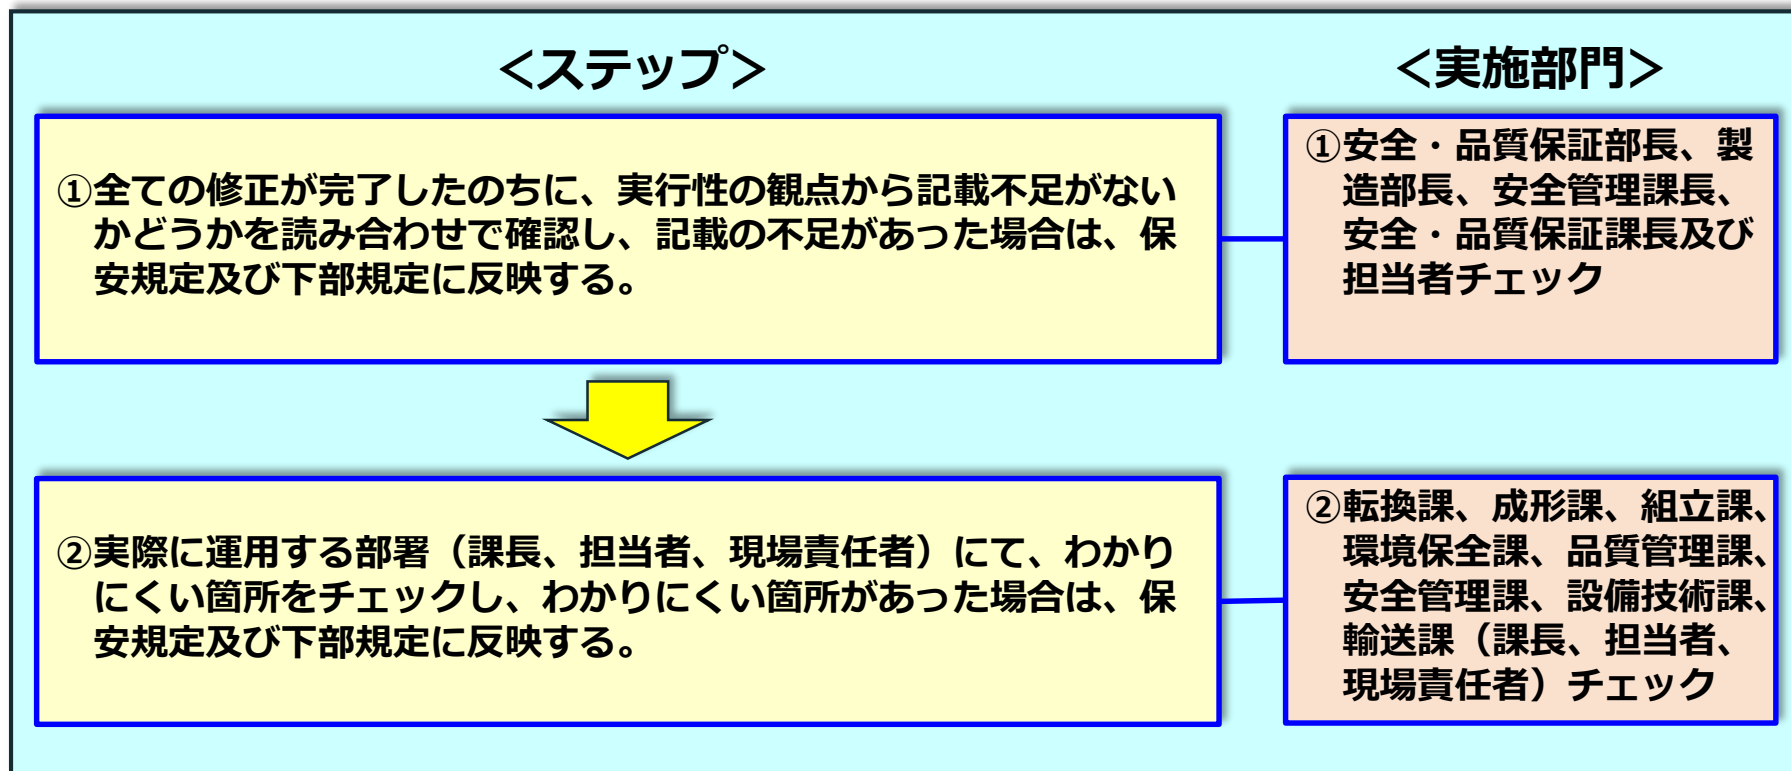 ＜ステップ＞
＜実施部門＞
①全ての修正が完了したのちに、実行性の観点から記載不足がない
かどうかを読み合わせで確認し、記載の不足があった場合は、保
安規定及び下部規定に反映する。
①安全・品質保証部長、製
造部長、安全管理課長、
安全・品質保証課長及び
担当者チェック
②実際に運用する部署（課長、担当者、現場責任者）にて、わかり
にくい箇所をチェックし、わかりにくい箇所があった場合は、保
安規定及び下部規定に反映する。
②転換課、成形課、組立課、
環境保全課、品質管理課、
安全管理課、設備技術課、
輸送課（課長、担当者、
現場責任者）チェック